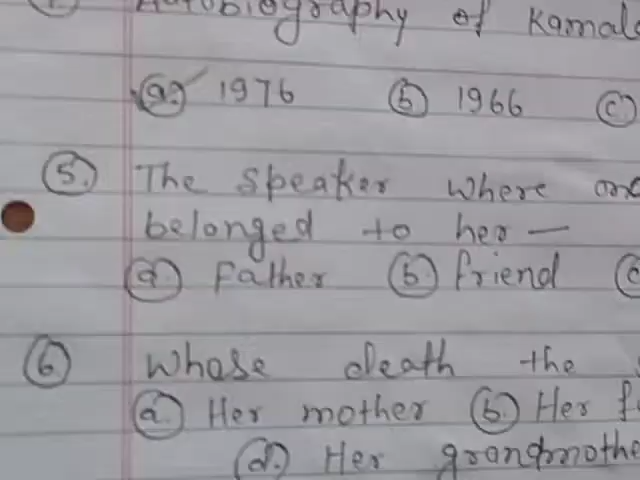 Autobiography of Kamala
(a) 1976 (b) 1966 (c)
(5.) The speaker where
belonged to her —
(a.) Father (b.) friend
(6) Whose death the
(a.) Her mother (b.) Her
(d.) Her grandmothe